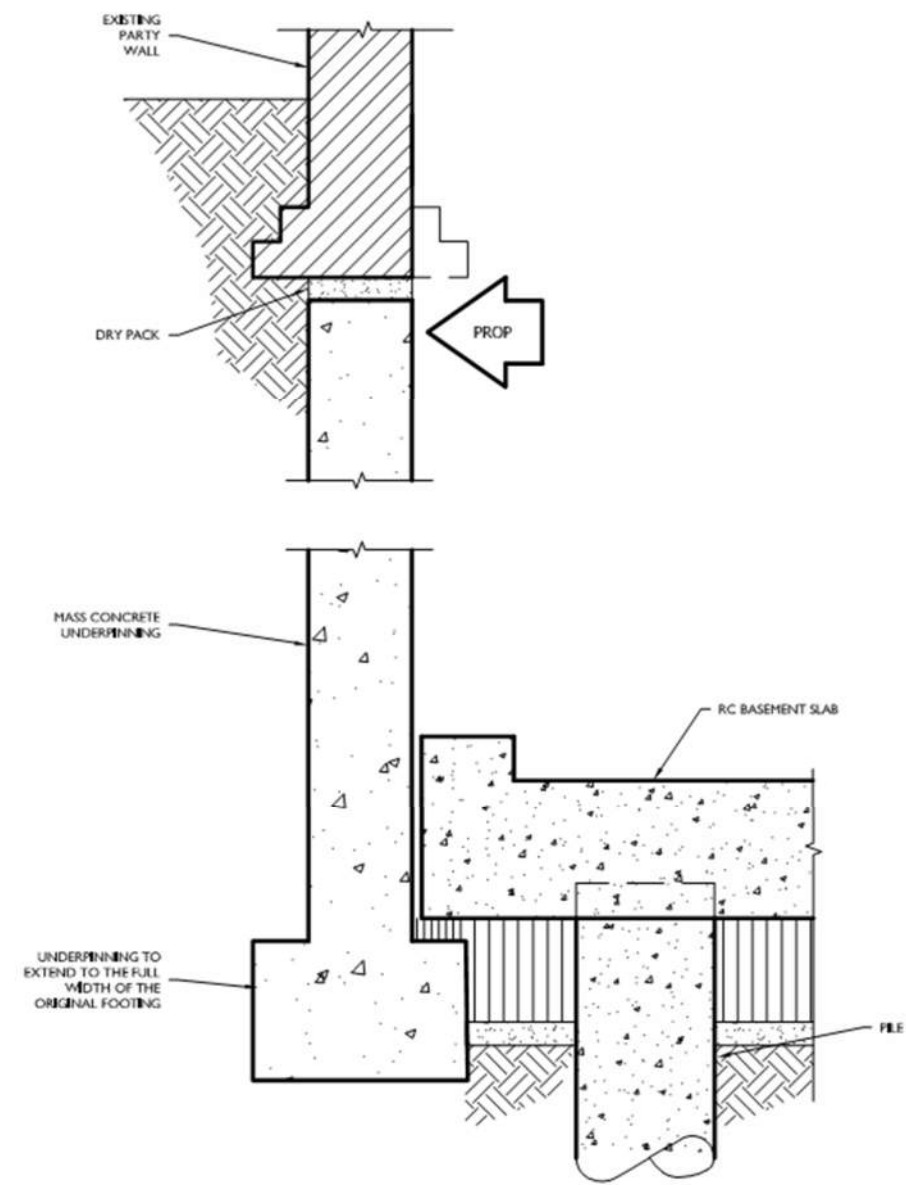 EXISTING
PARTY
WALL
DRY PACK
PROP
MASS CONCRETE
UNDERPINNING
RC BASEMENT SLAB
UNDERPINNING TO
EXTEND TO THE FULL
WIDTH OF THE
ORIGINAL FOOTING
PILE